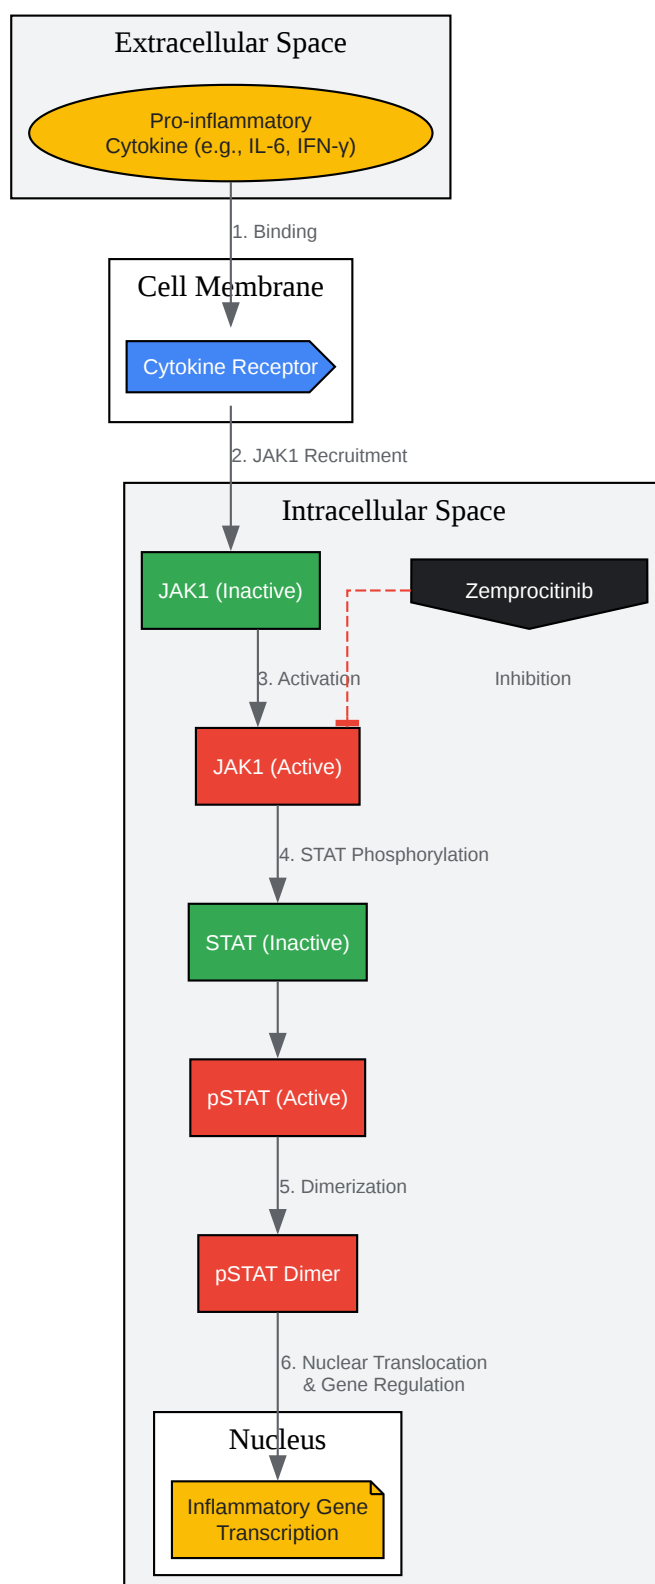 Extracellular Space
Pro-inflammatory
Cytokine (e.g., IL-6, IFN-γ)
1. Binding
Cell Membrane
Cytokine Receptor
2. JAK1 Recruitment
Intracellular Space
JAK1 (Inactive)
Zemprocitinib
3. Activation
Inhibition
JAK1 (Active)
4. STAT Phosphorylation
STAT (Inactive)
pSTAT (Active)
5. Dimerization
pSTAT Dimer
6. Nuclear Translocation
& Gene Regulation
Nucleus
Inflammatory Gene
Transcription